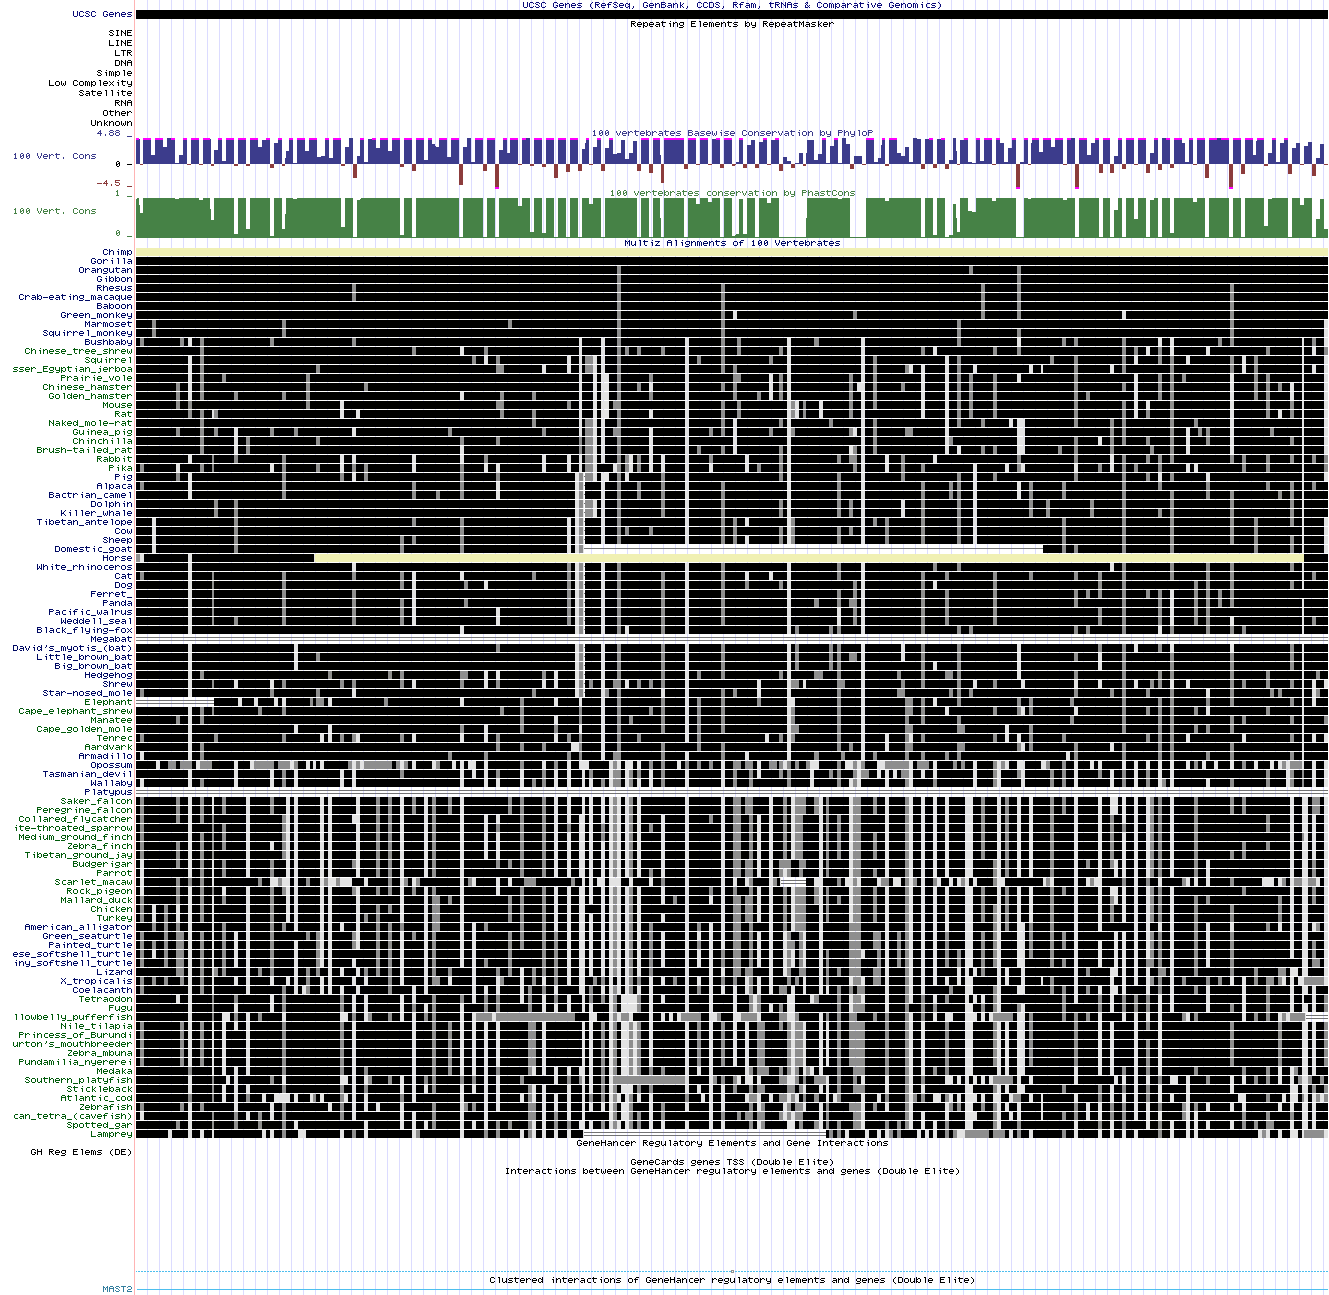 UCSC Genes (RefSeq, GenBank, CCDS, Rfam, tRNAs & Comparative Genomics)
UCSC Genes
Repeating Elements by RepeatMasker
SINE
LINE
LTR
DNA
Simple
Low Complexity
Satellite
RNA
Other
Unknown
4.88 _
100 vertebrates Basewise Conservation by PhyloP
100 Vert. Cons
0 _
-4.5 _
100 vertebrates conservation by PhastCons
1 _
100 Vert. Cons
0 _
Multiz Alignments of 100 Vertebrates
Chimp
Gorilla
Orangutan
Gibbon
Rhesus
Crab-eating_macaque
Baboon
Green_monkey
Marmoset
Squirrel_monkey
Bushbaby
Chinese_tree_shrew
Squirrel
sser_Egyptian_jerboa
Prairie_vole
Chinese_hamster
Golden_hamster
Mouse
Rat
Naked_mole-rat
Guinea_pig
Chinchilla
Brush-tailed_rat
Rabbit
Pika
Pig
Alpaca
Bactrian_camel
Dolphin
Killer_whale
Tibetan_antelope
Cow
Sheep
Domestic_goat
Horse
White_rhinoceros
Cat
Dog
Ferret_
Panda
Pacific_walrus
Weddell_seal
Black_flying-fox
Megabat
David's_myotis_(bat)
Little_brown_bat
Big_brown_bat
Hedgehog
Shrew
Star-nosed_mole
Elephant
Cape_elephant_shrew
Manatee
Cape_golden_mole
Tenrec
Aardvark
Armadillo
Opossum
Tasmanian_devil
Wallaby
Platypus
Saker_falcon
Peregrine_falcon
Collared_flycatcher
ite-throated_sparrow
Medium_ground_finch
Zebra_finch
Tibetan_ground_jay
Budgerigar
Parrot
Scarlet_macaw
Rock_pigeon
Mallard_duck
Chicken
Turkey
American_alligator
Green_seaturtle
Painted_turtle
ese_softshell_turtle
iny_softshell_turtle
Lizard
X_tropicalis
Coelacanth
Tetraodon
Fugu
llowbelly_pufferfish
Nile_tilapia
Princess_of_Burundi
urton's_mouthbreeder
Zebra_mbuna
Pundamilia_nyererei
Medaka
Southern_platyfish
Stickleback
Atlantic_cod
Zebrafish
can_tetra_(cavefish)
Spotted_gar
Lamprey
GeneHancer Regulatory Elements and Gene Interactions
GH Reg Elems (DE)
GeneCards genes TSS (Double Elite)
Interactions between GeneHancer regulatory elements and genes (Double Elite)
Clustered interactions of GeneHancer regulatory elements and genes (Double Elite)
MAST2